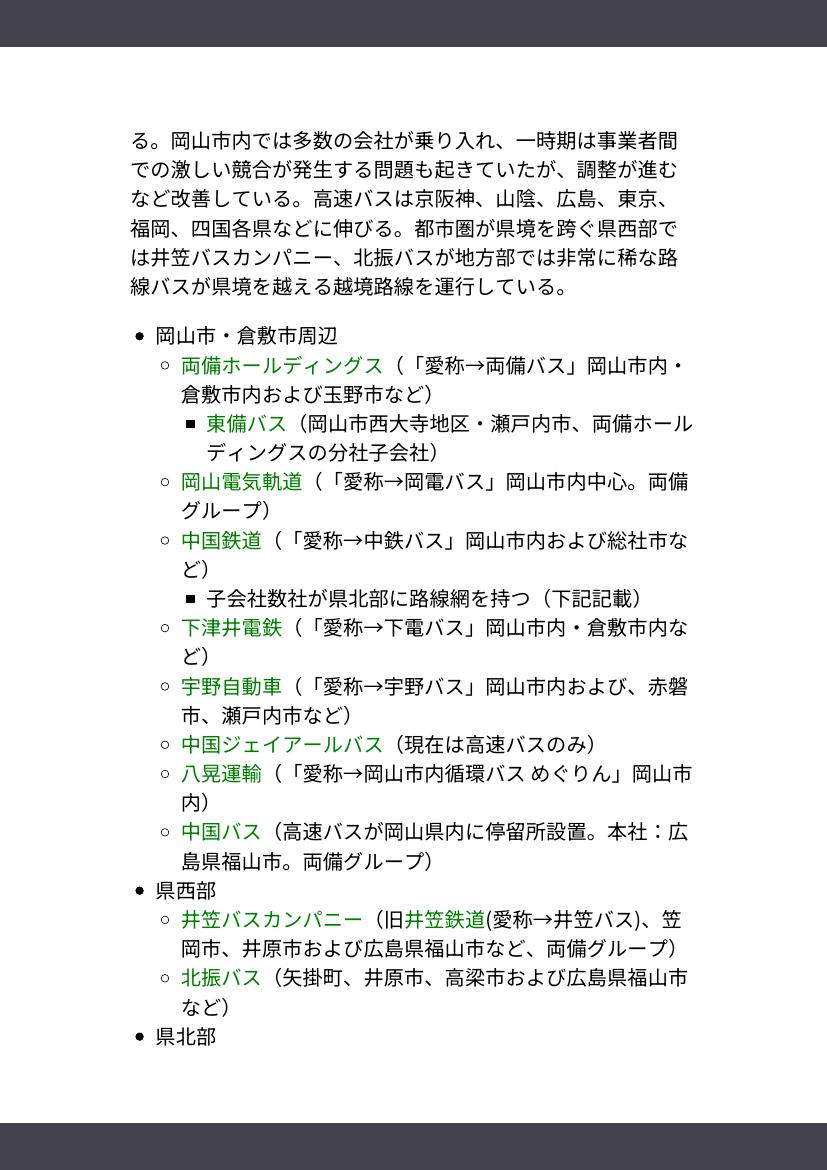 る。岡山市内では多数の会社が乗り入れ、一時期は事業者間
での激しい競合が発生する問題も起きていたが、調整が進む
など改善している。高速バスは京阪神、山陰、広島、東京、
福岡、四国各県などに伸びる。都市圏が県境を跨ぐ県西部で
は井笠バスカンパニー、北振バスが地方部では非常に稀な路
線バスが県境を越える越境路線を運行している。
• 岡山市・倉敷市周辺
◦ 両備ホールディングス（「愛称→両備バス」岡山市内・
倉敷市内および玉野市など）
▪ 東備バス（岡山市西大寺地区・瀬戸内市、両備ホール
ディングスの分社子会社）
◦ 岡山電気軌道（「愛称→岡電バス」岡山市内中心。両備
グループ）
◦ 中国鉄道（「愛称→中鉄バス」岡山市内および総社市な
ど）
▪ 子会社数社が県北部に路線網を持つ（下記記載）
◦ 下津井電鉄（「愛称→下電バス」岡山市内・倉敷市内な
ど）
◦ 宇野自動車（「愛称→宇野バス」岡山市内および、赤磐
市、瀬戸内市など）
◦ 中国ジェイアールバス（現在は高速バスのみ）
◦ 八晃運輸（「愛称→岡山市内循環バス めぐりん」岡山市
内）
◦ 中国バス（高速バスが岡山県内に停留所設置。本社：広
島県福山市。両備グループ）
• 県西部
◦ 井笠バスカンパニー（旧井笠鉄道(愛称→井笠バス)、笠
岡市、井原市および広島県福山市など、両備グループ）
◦ 北振バス（矢掛町、井原市、高梁市および広島県福山市
など）
• 県北部